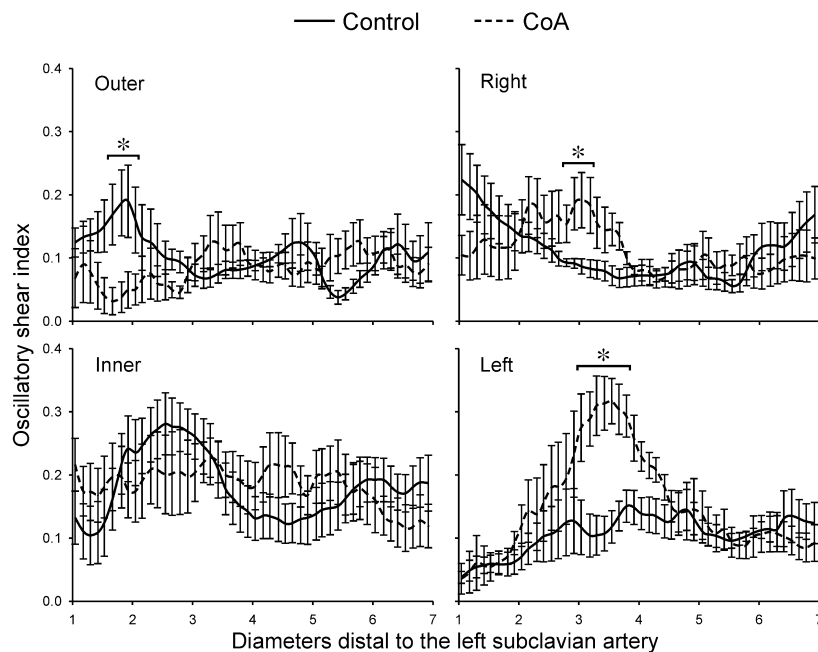 Control CoA
Outer
Right
0.4
0.3
0.2
0.1
0.0
*
*
Inner
Left
0.4
0.3
0.2
0.1
0.0
*
1 2 3 4 5 6 7
1 2 3 4 5 6 7
Oscillatory shear index
Diameters distal to the left subclavian artery